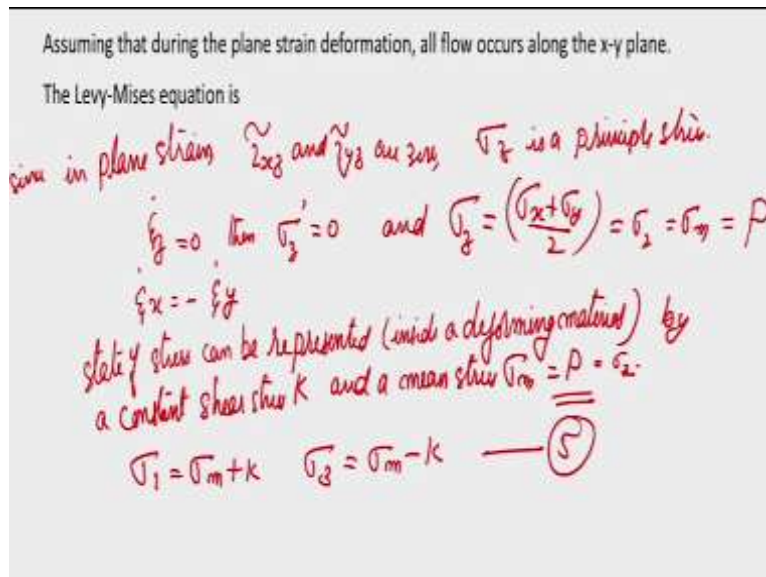 Assuming that during the plane strain deformation, all flow occurs along the x-y plane.
The Levy-Mises equation is
since in plane strain τ̃xz and τ̃yz are zero, σz is a principle stress.
ε̇z = 0 then σz' = 0 and σz = (σx+σy / 2) = σ2 = σm = P
ε̇x = - ε̇y
state of stress can be represented (inside a deforming material) by
a constant shear stress K and a mean stress σm = P = σ2.
σ1 = σm + k σ3 = σm - k — 5